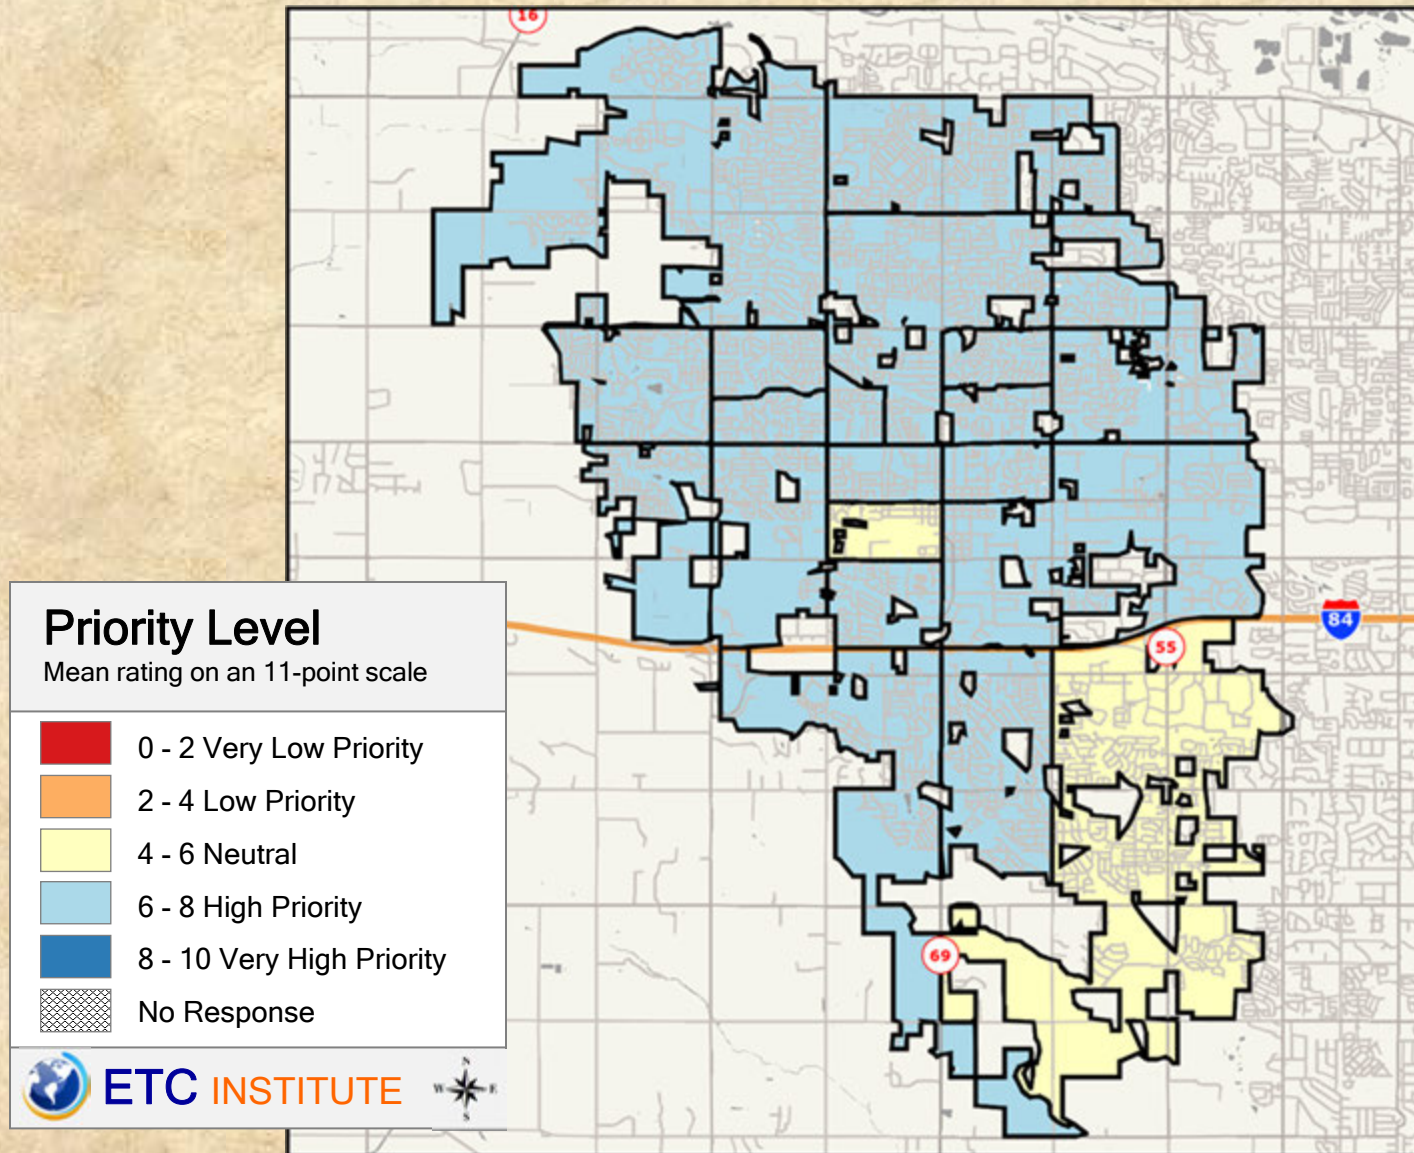 16
84
55
69
Priority Level
Mean rating on an 11-point scale
0 - 2 Very Low Priority
2 - 4 Low Priority
4 - 6 Neutral
6 - 8 High Priority
8 - 10 Very High Priority
No Response
ETC INSTITUTE
N
W E
S